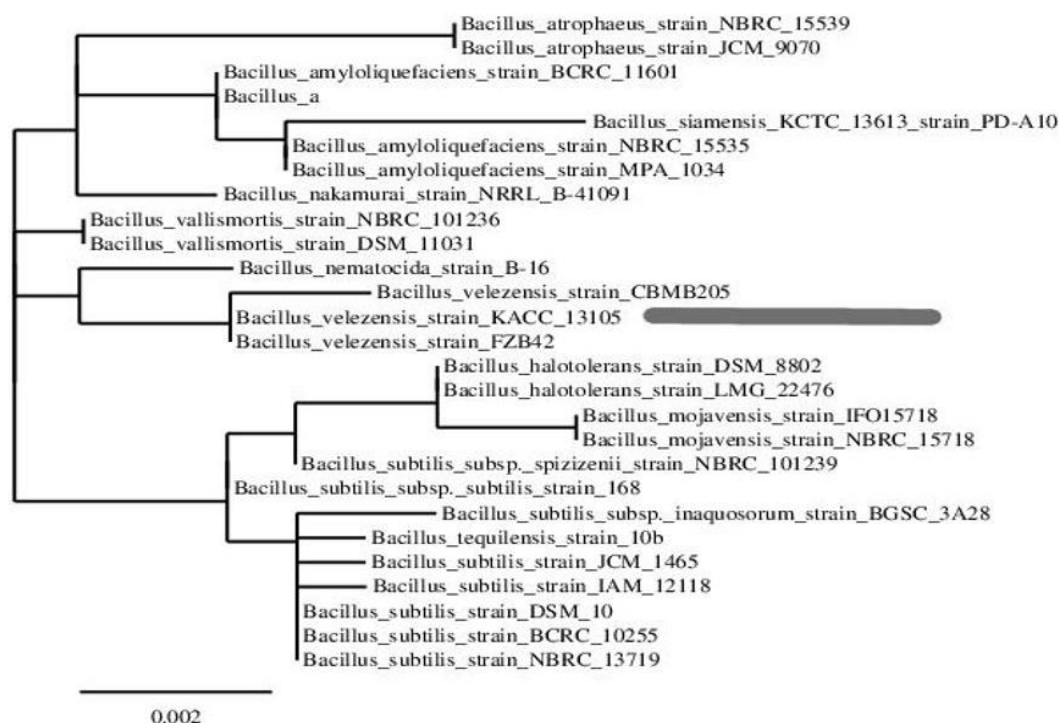 Bacillus_atrophaeus_strain_NBRC_15539
Bacillus_atrophaeus_strain_JCM_9070
Bacillus_amyloliquefaciens_strain_BCRC_11601
Bacillus_a
Bacillus_siamensis_KCTC_13613_strain_PD-A10
Bacillus_amyloliquefaciens_strain_NBRC_15535
Bacillus_amyloliquefaciens_strain_MPA_1034
Bacillus_nakamurai_strain_NRRL_B-41091
Bacillus_vallismortis_strain_NBRC_101236
Bacillus_vallismortis_strain_DSM_11031
Bacillus_nematocida_strain_B-16
Bacillus_velezensis_strain_CBMB205
Bacillus_velezensis_strain_KACC_13105
Bacillus_velezensis_strain_FZB42
Bacillus_halotolerans_strain_DSM_8802
Bacillus_halotolerans_strain_LMG_22476
Bacillus_mojavensis_strain_IFO15718
Bacillus_mojavensis_strain_NBRC_15718
Bacillus_subtilis_subsp._spizizenii_strain_NBRC_101239
Bacillus_subtilis_subsp._subtilis_strain_168
Bacillus_subtilis_subsp._inaquosorum_strain_BGSC_3A28
Bacillus_tequilensis_strain_10b
Bacillus_subtilis_strain_JCM_1465
Bacillus_subtilis_strain_IAM_12118
Bacillus_subtilis_strain_DSM_10
Bacillus_subtilis_strain_BCRC_10255
Bacillus_subtilis_strain_NBRC_13719
0.002